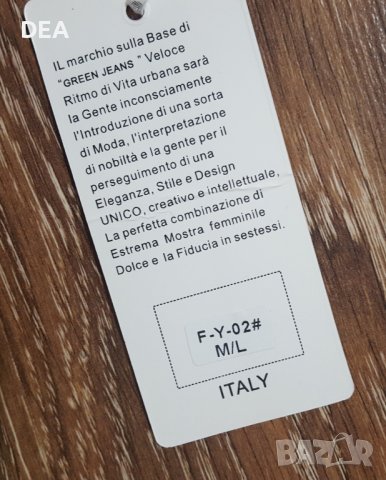 DEA
IL marchio sulla Base di
"GREEN JEANS" Veloce
Ritmo di Vita urbana sarà
la Gente inconsciamente
l'Introduzione di una sorta
di Moda, l'interpretazione
di nobiltà e la gente per il
perseguimento di una
Eleganza, Stile e Design
UNICO, creativo e intellettuale,
La perfetta combinazione di
Estrema Mostra femminile
Dolce e la Fiducia in sestessi.
F-Y-02#
M/L
ITALY
BAZAR